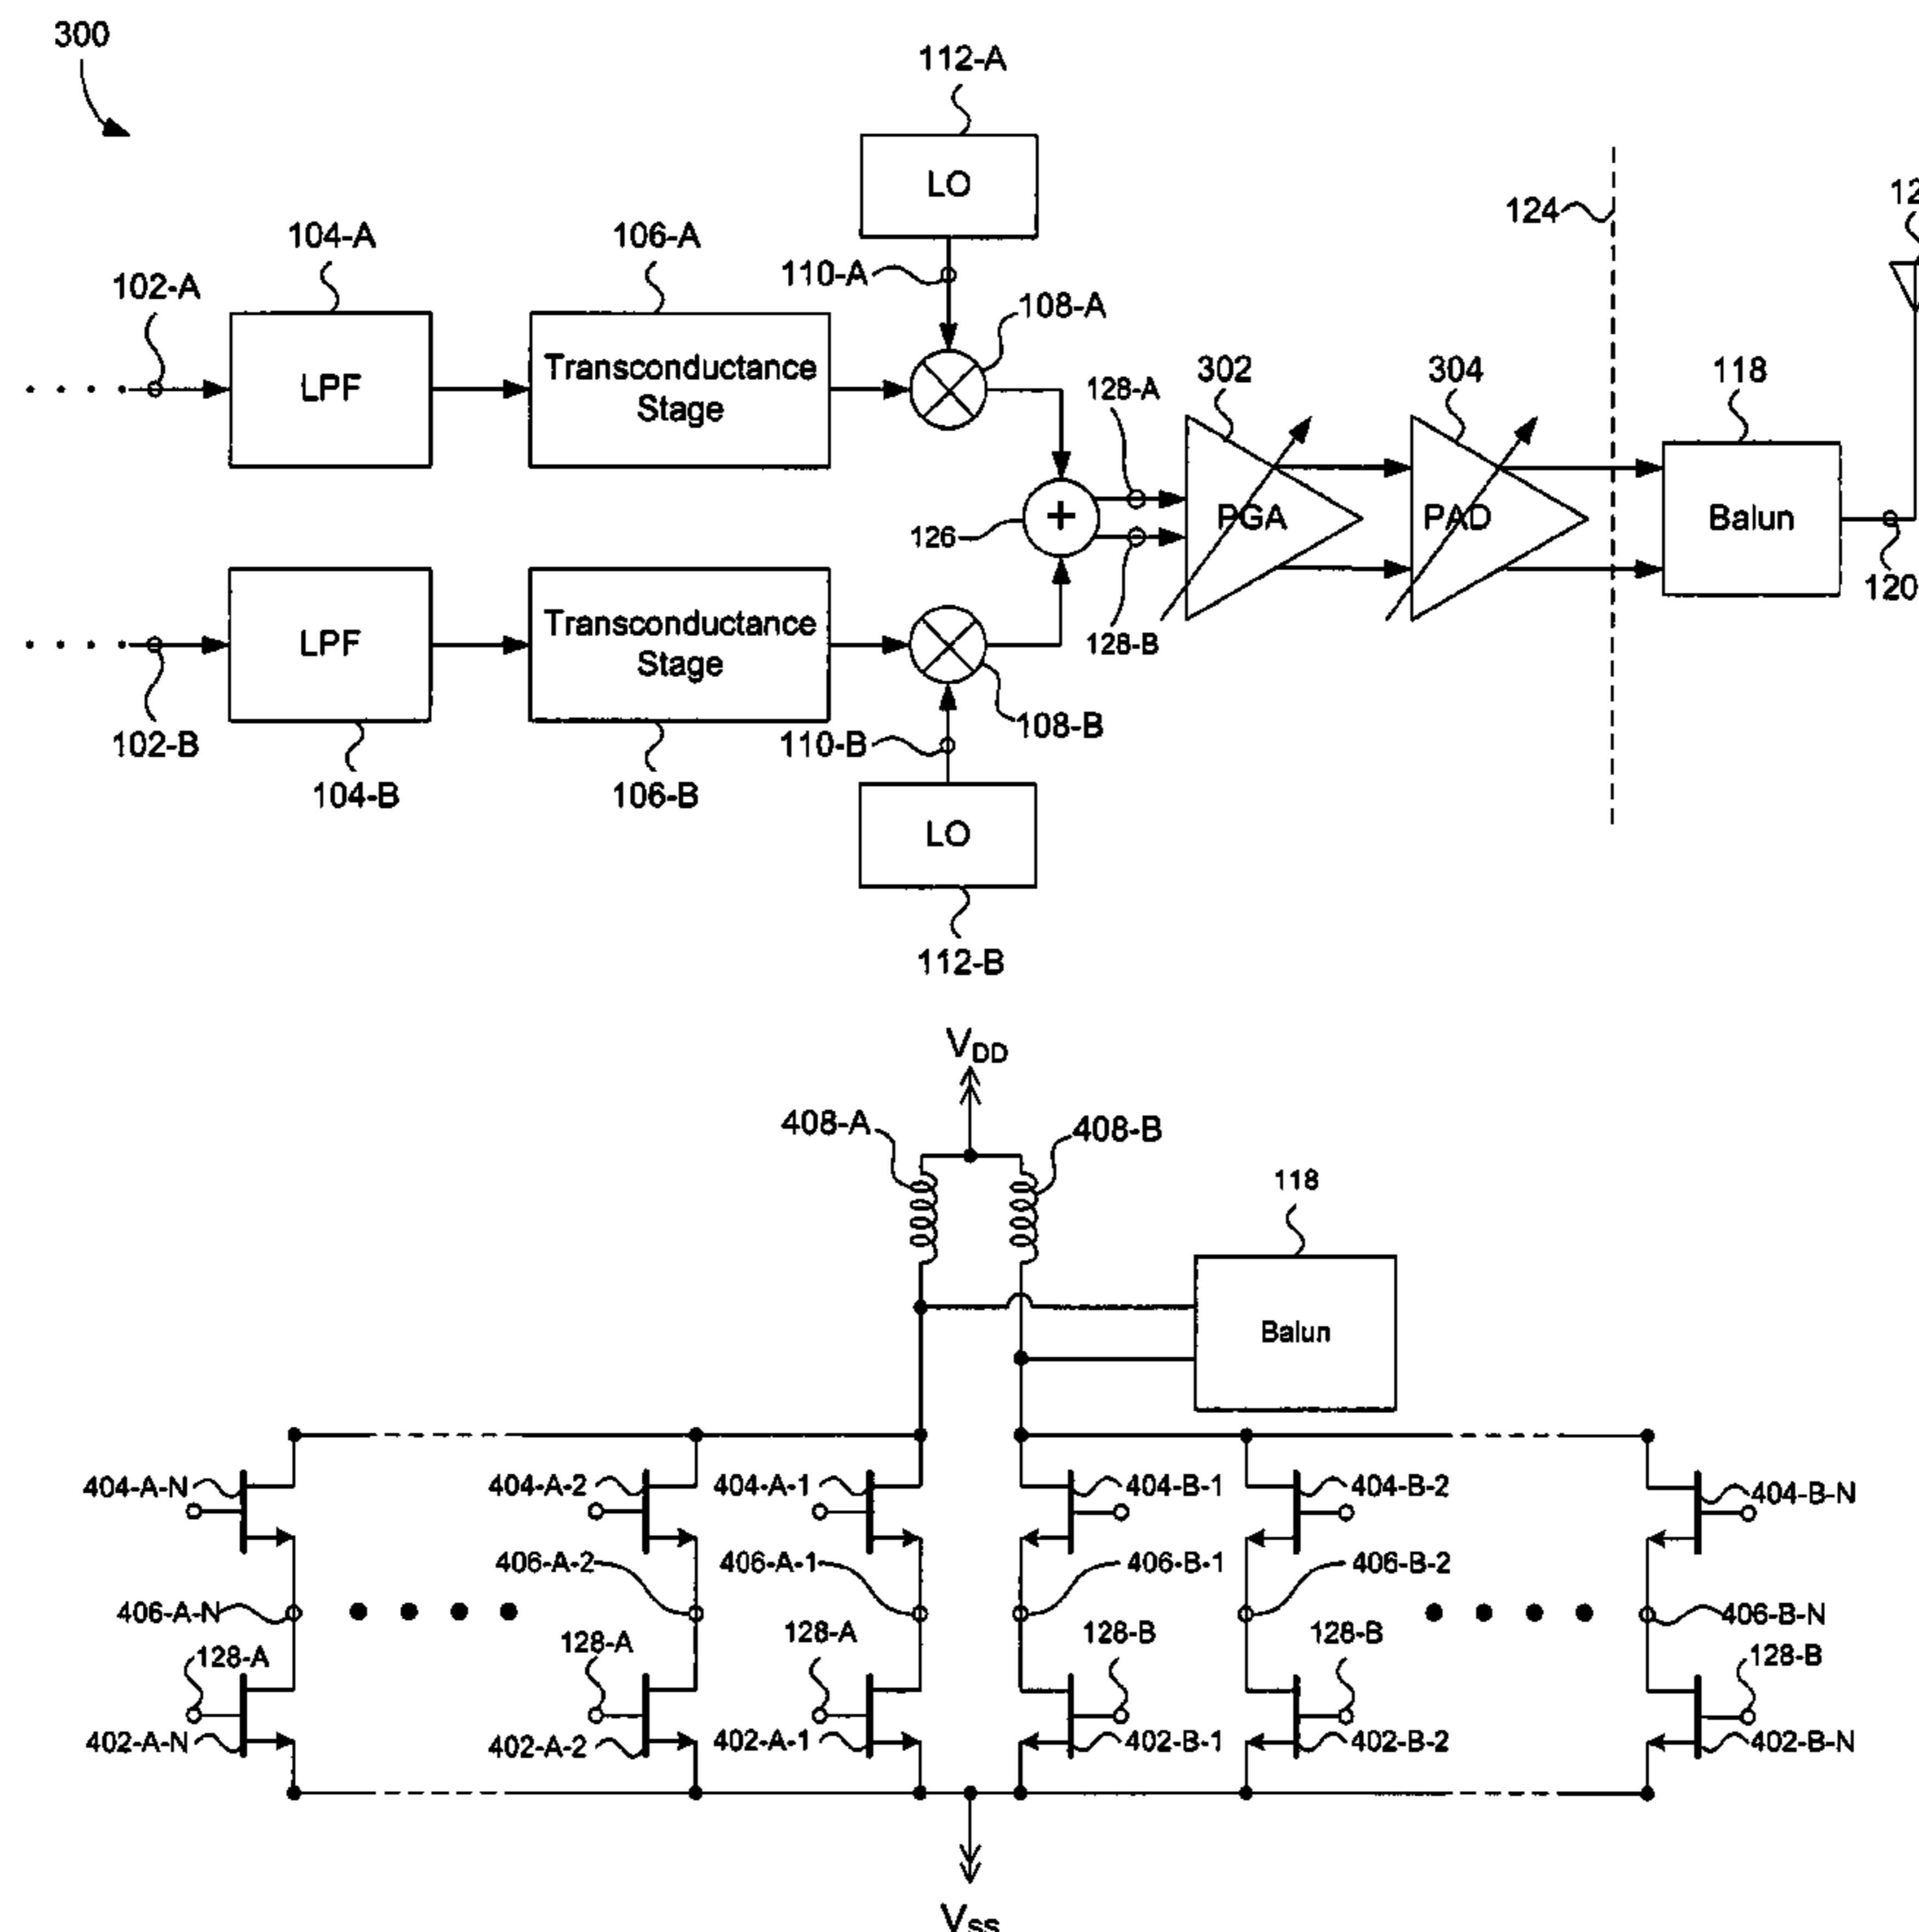 300
112-A
LO
124
104-A
106-A
110-A
102-A
108-A
LPF
Transconductance
Stage
128-A
302
304
118
PGA
PAD
Balun
126
+
120
LPF
Transconductance
Stage
128-B
102-B
110-B
108-B
104-B
106-B
LO
112-B
VDD
408-A
408-B
118
Balun
404-A-N
404-A-2
404-A-1
404-B-1
404-B-2
404-B-N
406-A-2
406-A-1
406-B-1
406-B-2
406-A-N
406-B-N
128-A
128-A
128-A
128-B
128-B
128-B
402-A-N
402-A-2
402-A-1
402-B-1
402-B-2
402-B-N
VSS